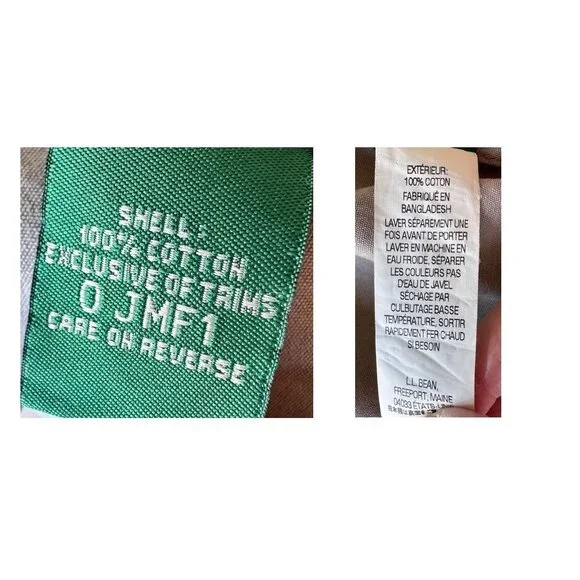 SHELL:
100% COTTON
EXCLUSIVE OF TRIMS
0 JMF1
CARE ON REVERSE
EXTÉRIEUR:
100% COTON
FABRIQUÉ EN
BANGLADESH
LAVER SÉPAREMENT UNE
FOIS AVANT DE PORTER
LAVER EN MACHINE EN
EAU FROIDE, SÉPARER
LES COULEURS PAS
D'EAU DE JAVEL
SÉCHAGE PAR
CULBUTAGE BASSE
TEMPÉRATURE, SORTIR
RAPIDEMENT FER CHAUD
SI BESOIN
L.L. BEAN,
FREEPORT, MAINE
04033 ÉTATS-UNIS